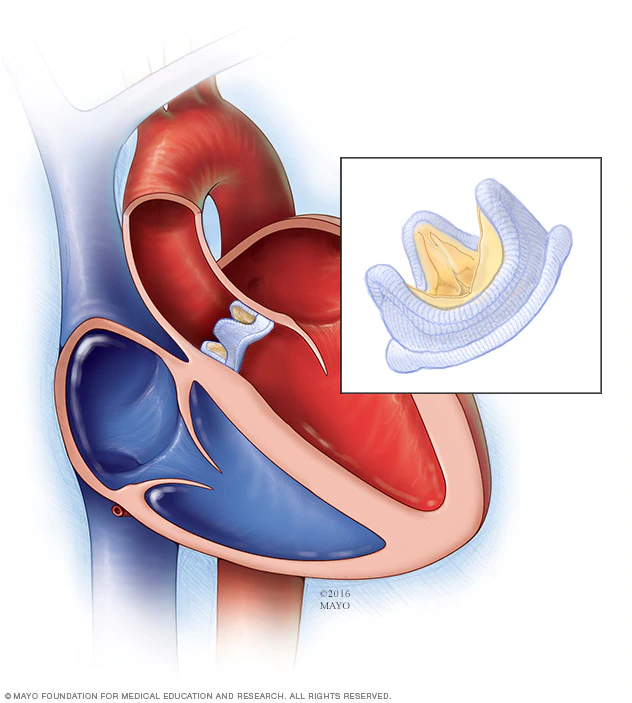 ©2016
MAYO
© MAYO FOUNDATION FOR MEDICAL EDUCATION AND RESEARCH. ALL RIGHTS RESERVED.